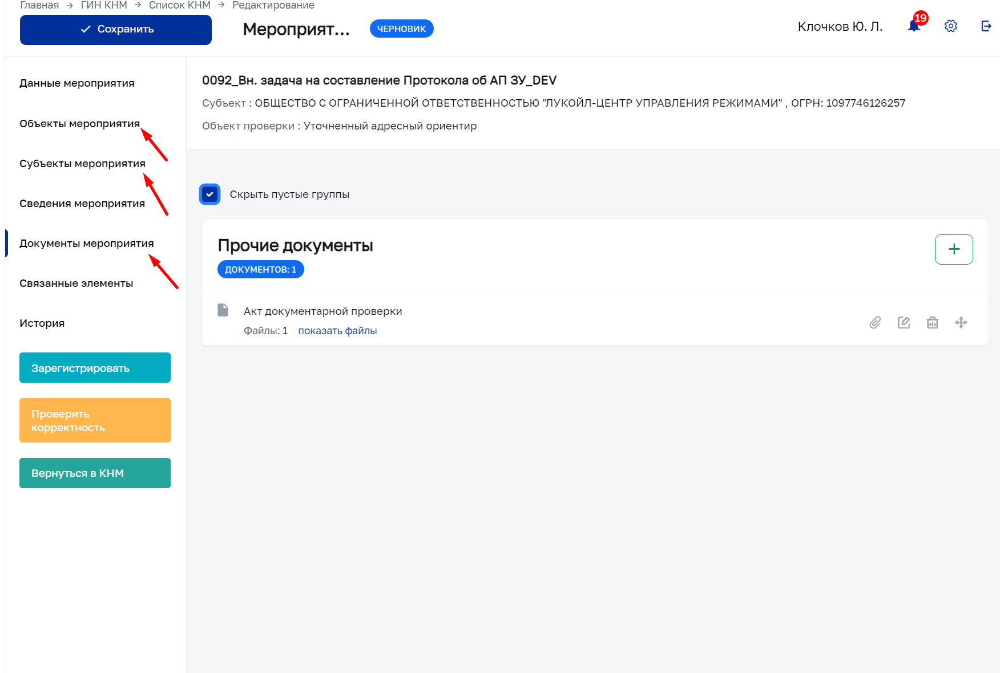 Главная → ГИН КНМ → Список КНМ → Редактирование
Сохранить
Мероприят...
ЧЕРНОВИК
Клочков Ю. Л.
19
Данные мероприятия
Объекты мероприятия
Субъекты мероприятия
Сведения мероприятия
Документы мероприятия
Связанные элементы
История
Зарегистрировать
Проверить
корректность
Вернуться в КНМ
0092_Вн. задача на составление Протокола об АП ЗУ_DEV
Субъект : ОБЩЕСТВО С ОГРАНИЧЕННОЙ ОТВЕТСТВЕННОСТЬЮ "ЛУКОЙЛ-ЦЕНТР УПРАВЛЕНИЯ РЕЖИМАМИ" , ОГРН: 1097746126257
Объект проверки : Уточненный адресный ориентир
Скрыть пустые группы
Прочие документы
ДОКУМЕНТОВ: 1
Акт документарной проверки
Файлы: 1 показать файлы